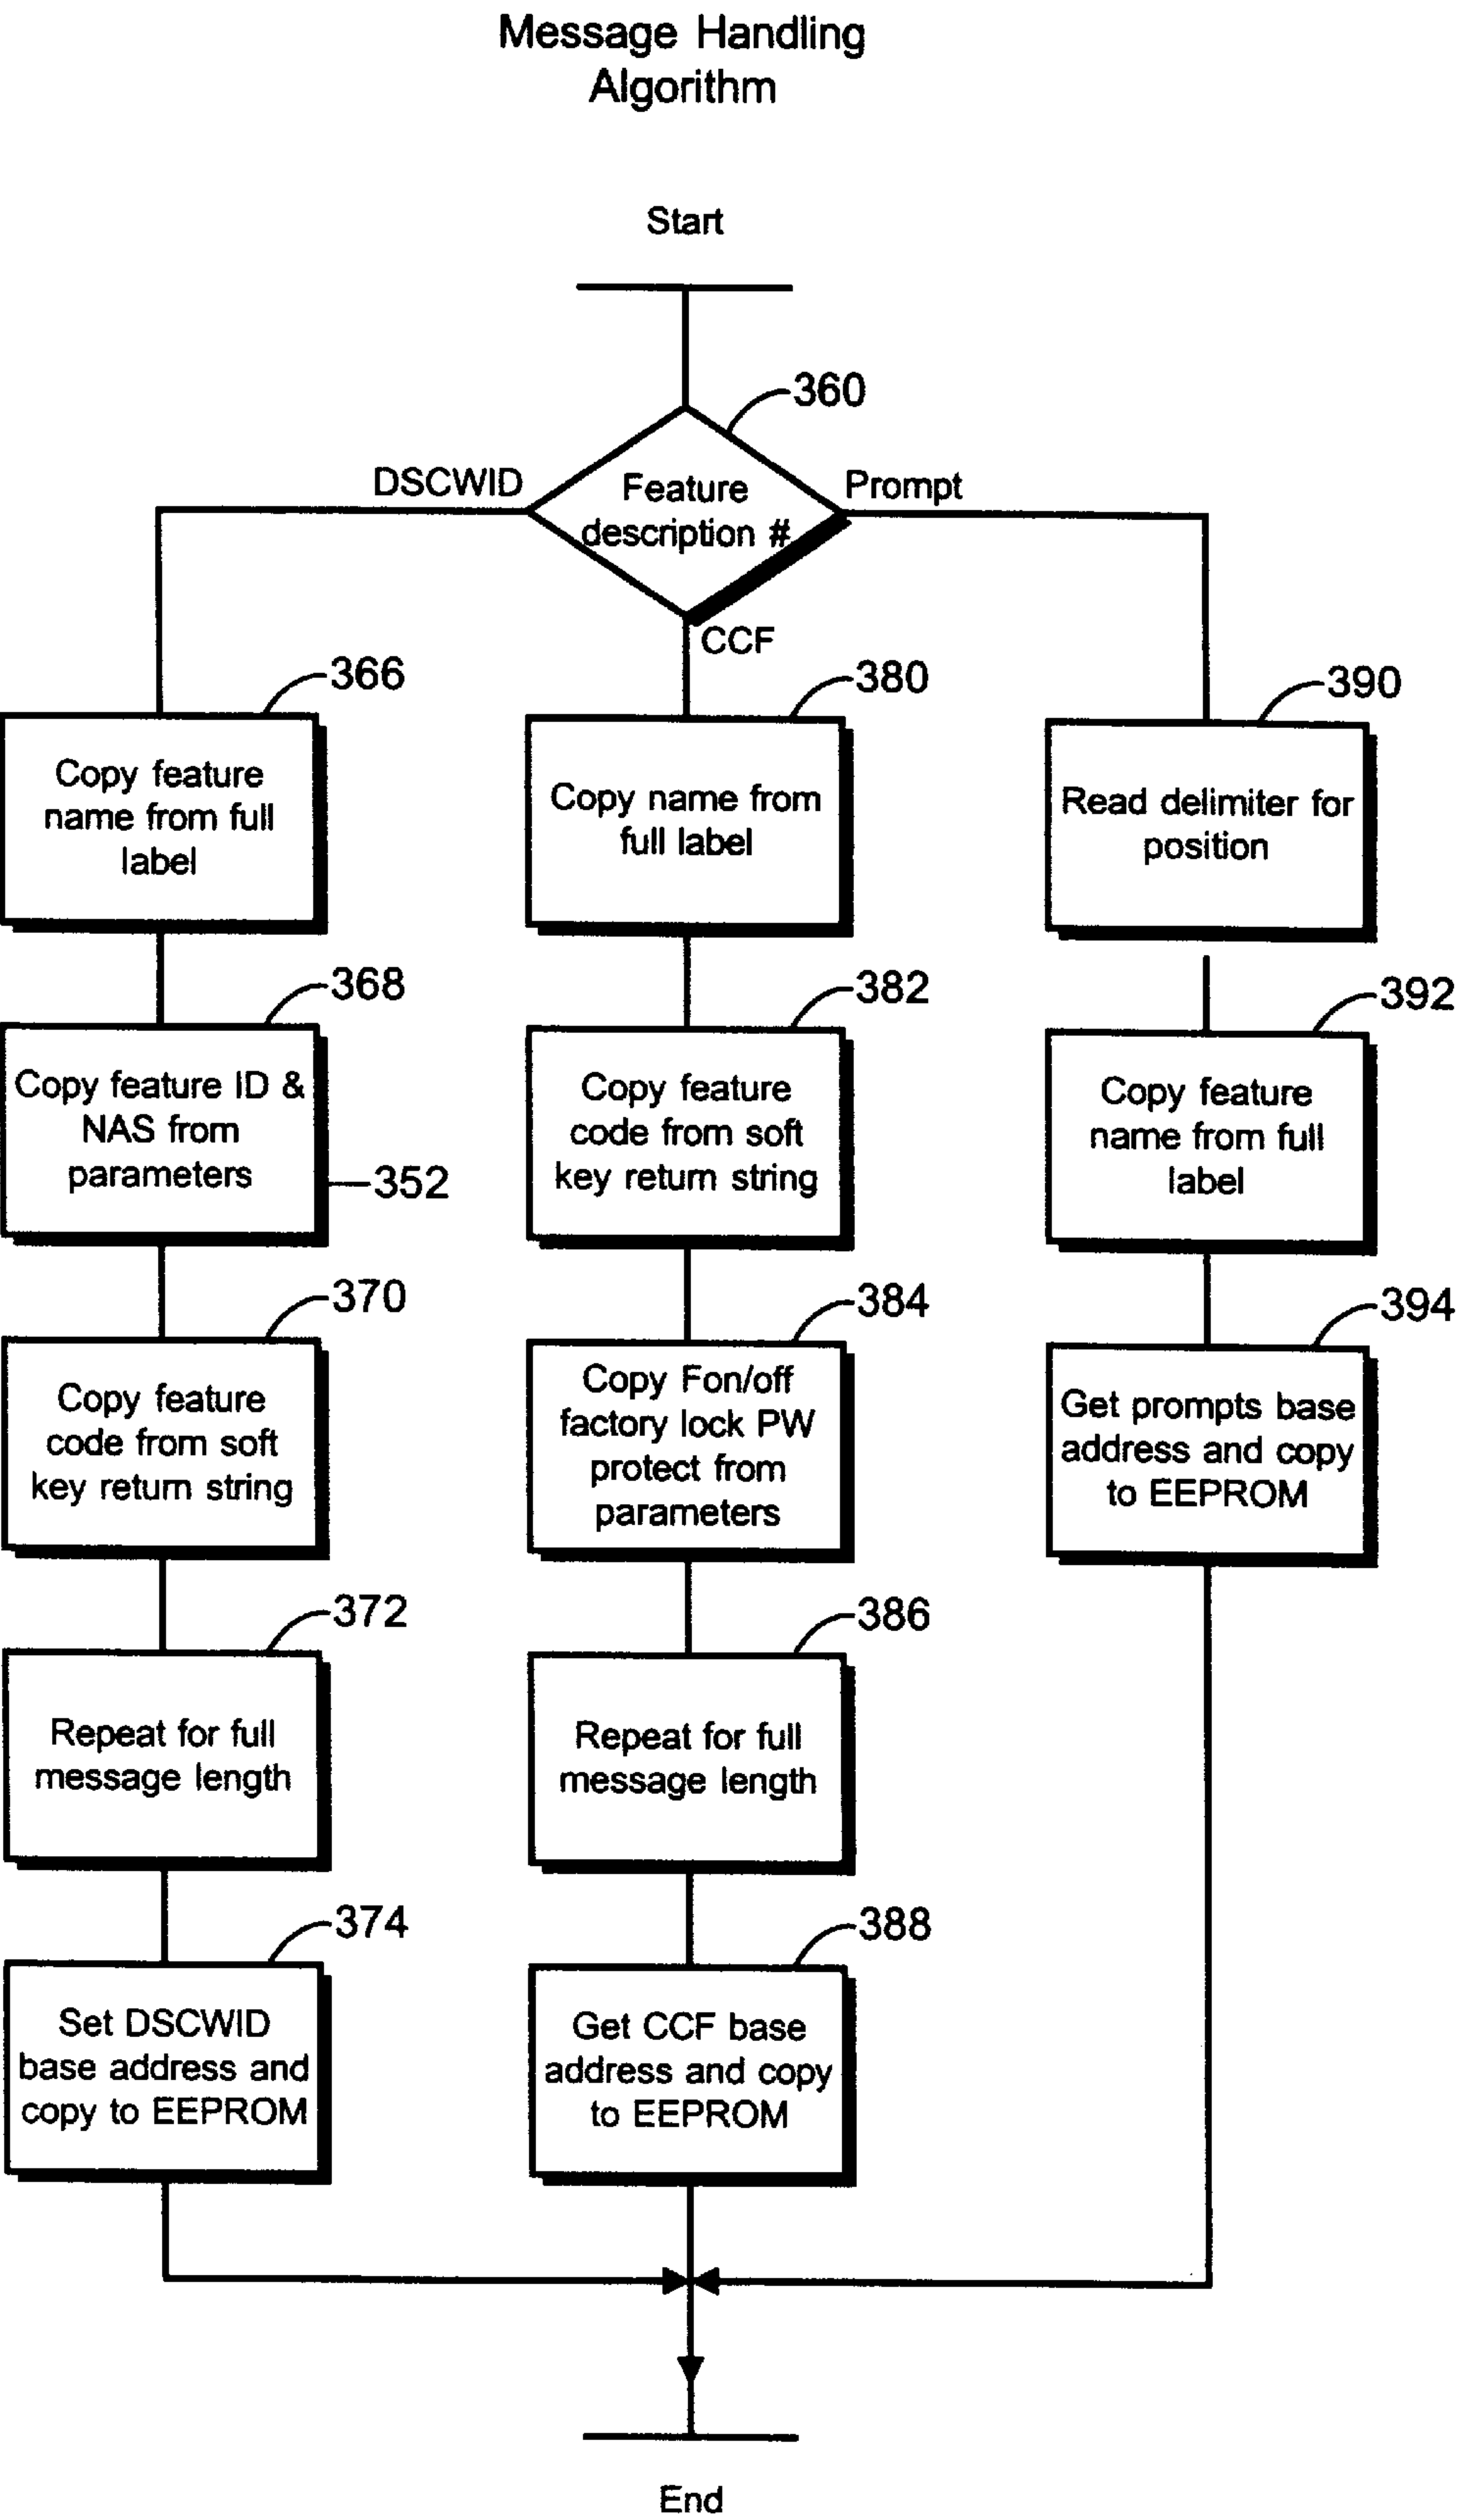 Message Handling
Algorithm
Start
360
DSCWID
Feature
description #
Prompt
CCF
366
Copy feature
name from full
label
368
Copy feature ID &
NAS from
parameters
352
370
Copy feature
code from soft
key return string
372
Repeat for full
message length
374
Set DSCWID
base address and
copy to EEPROM
380
Copy name from
full label
382
Copy feature
code from soft
key return string
384
Copy Fon/off
factory lock PW
protect from
parameters
386
Repeat for full
message length
388
Get CCF base
address and copy
to EEPROM
390
Read delimiter for
position
392
Copy feature
name from full
label
394
Get prompts base
address and copy
to EEPROM
End